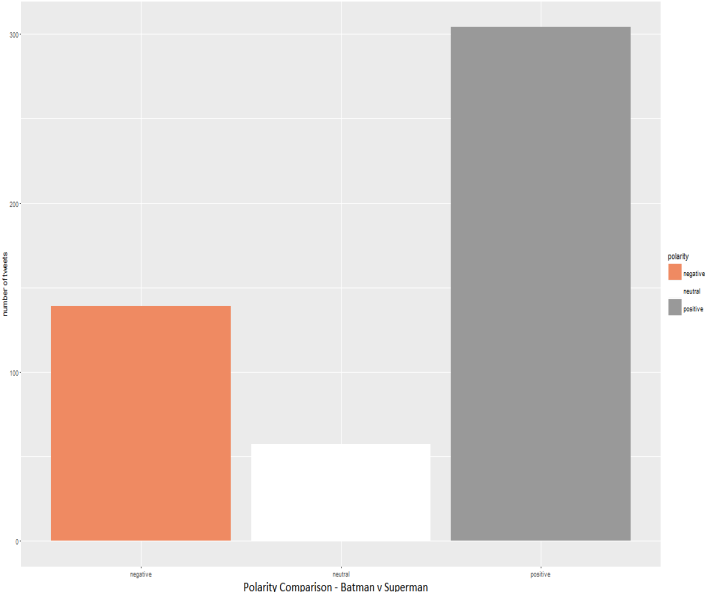 300
200
100
0
number of tweets
negative
neutral
positive
Polarity Comparison - Batman v Superman
polarity
negative
neutral
positive